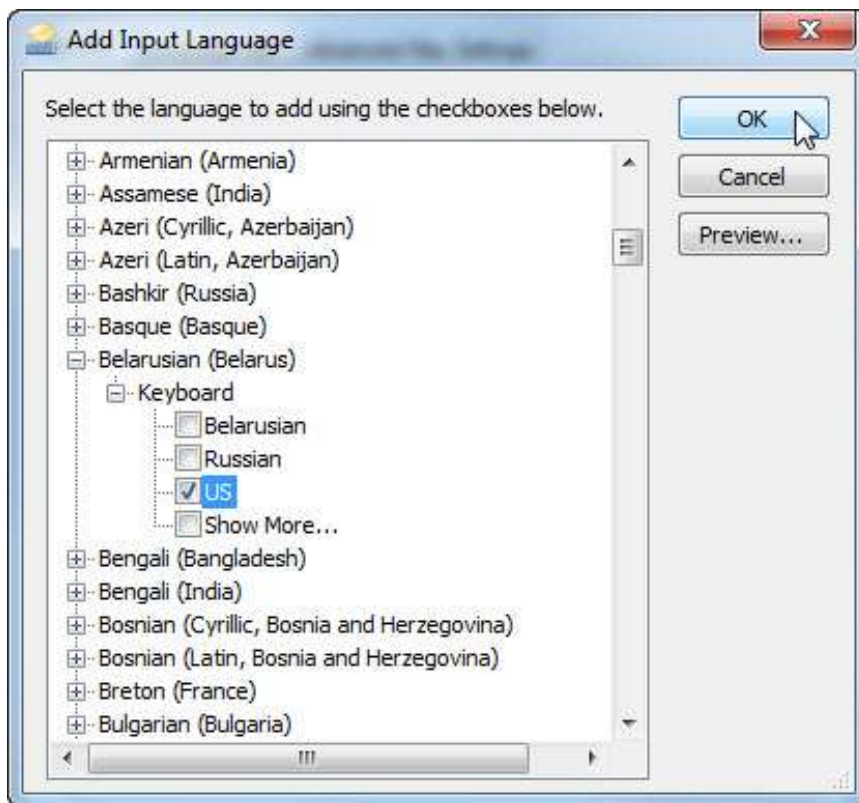 Add Input Language
Select the language to add using the checkboxes below.
OK
Cancel
Preview...
Armenian (Armenia)
Assamese (India)
Azeri (Cyrillic, Azerbaijan)
Azeri (Latin, Azerbaijan)
Bashkir (Russia)
Basque (Basque)
Belarusian (Belarus)
Keyboard
Belarusian
Russian
US
Show More...
Bengali (Bangladesh)
Bengali (India)
Bosnian (Cyrillic, Bosnia and Herzegovina)
Bosnian (Latin, Bosnia and Herzegovina)
Breton (France)
Bulgarian (Bulgaria)